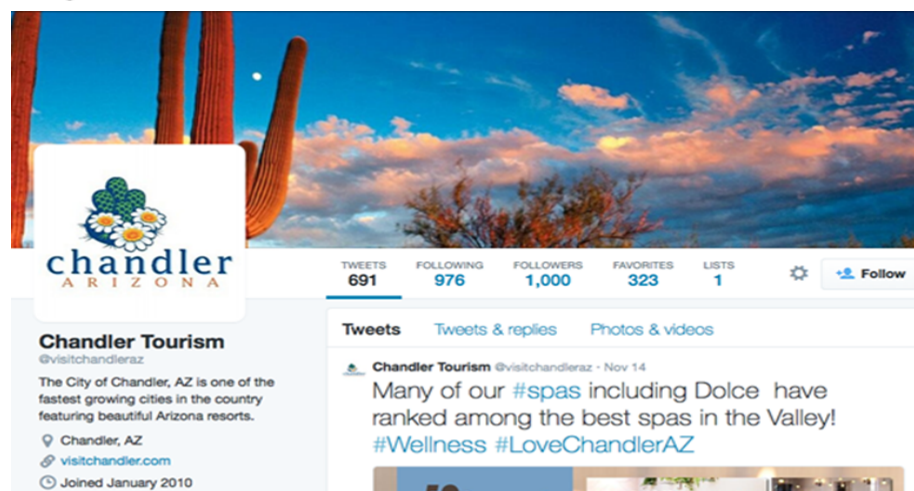 chandler
ARIZONA
TWEETS FOLLOWING FOLLOWERS FAVORITES LISTS
691 976 1,000 323 1
Follow
Chandler Tourism
@visitchandleraz
The City of Chandler, AZ is one of the
fastest growing cities in the country
featuring beautiful Arizona resorts.
Chandler, AZ
visitchandler.com
Joined January 2010
Tweets Tweets & replies Photos & videos
Chandler Tourism @visitchandleraz · Nov 14
Many of our #spas including Dolce have
ranked among the best spas in the Valley!
#Wellness #LoveChandlerAZ